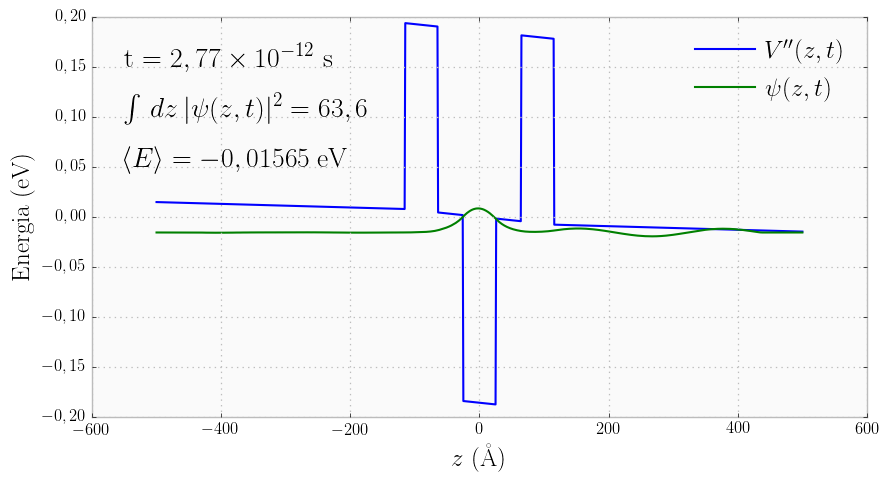 0,20
0,15
0,10
0,05
0,00
−0,05
−0,10
−0,15
−0,20
Energia (eV)
t = 2,77 × 10⁻¹² s
∫ dz |ψ(z, t)|² = 63,6
⟨E⟩ = −0,01565 eV
V″(z, t)
ψ(z, t)
−600 −400 −200 0 200 400 600
z (Å)